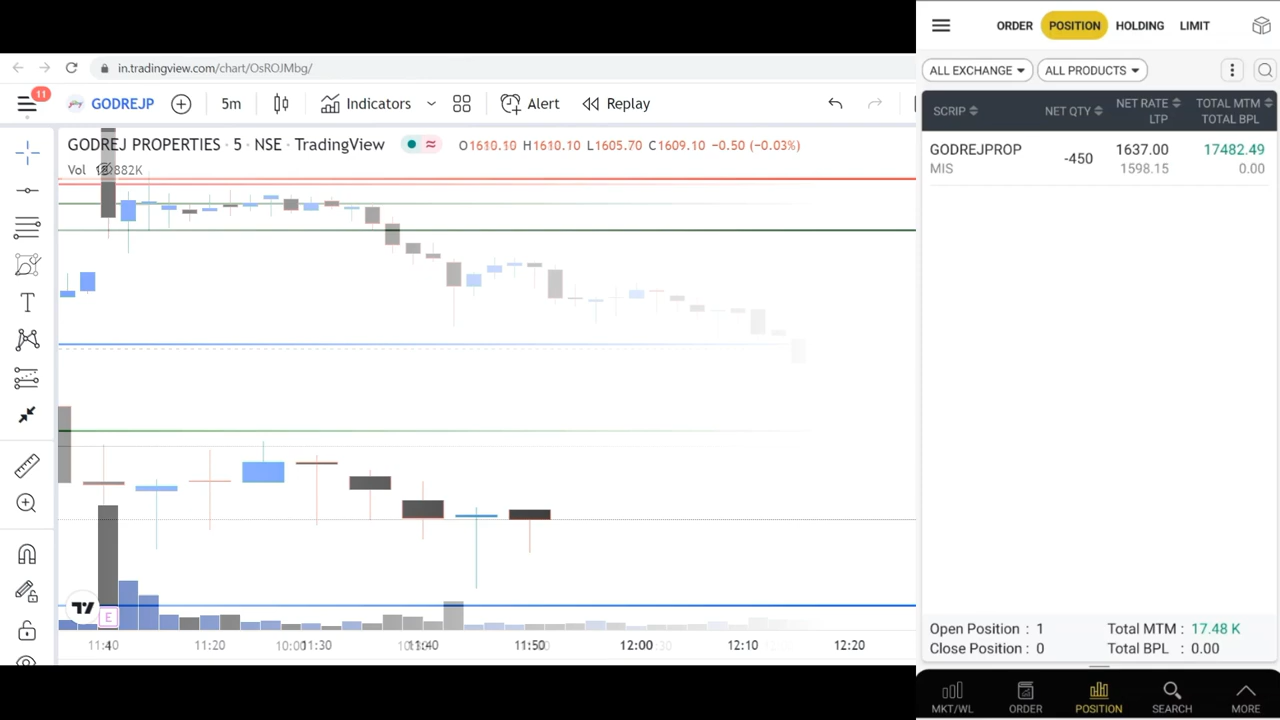 in.tradingview.com/chart/OsROJMbg/
11
GODREJP
5m
Indicators
Alert
Replay
GODREJ PROPERTIES · 5 · NSE · TradingView
O1610.10 H1610.10 L1605.70 C1609.10 −0.50 (−0.03%)
Vol
882K
E
11:40 11:20 11:30 11:50 12:00 12:10 12:20
ORDER POSITION HOLDING LIMIT
ALL EXCHANGE ALL PRODUCTS
SCRIP NET QTY NET RATE TOTAL MTM
LTP TOTAL BPL
GODREJPROP -450 1637.00 17482.49
MIS 1598.15 0.00
Open Position : 1 Total MTM : 17.48 K
Close Position : 0 Total BPL : 0.00
MKT/WL ORDER POSITION SEARCH MORE